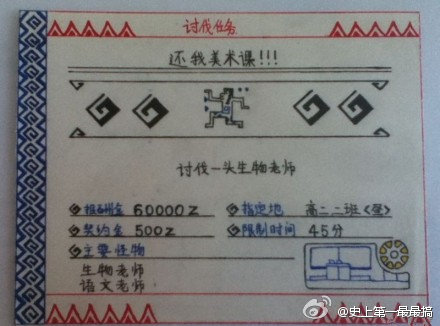 讨伐任务
还我美术课!!!
讨伐一头生物老师
报酬金 60000z 指定地 高二二班<昼>
契约金 500z 限制时间 45分
主要怪物
生物老师
语文老师
@史上第一最最搞